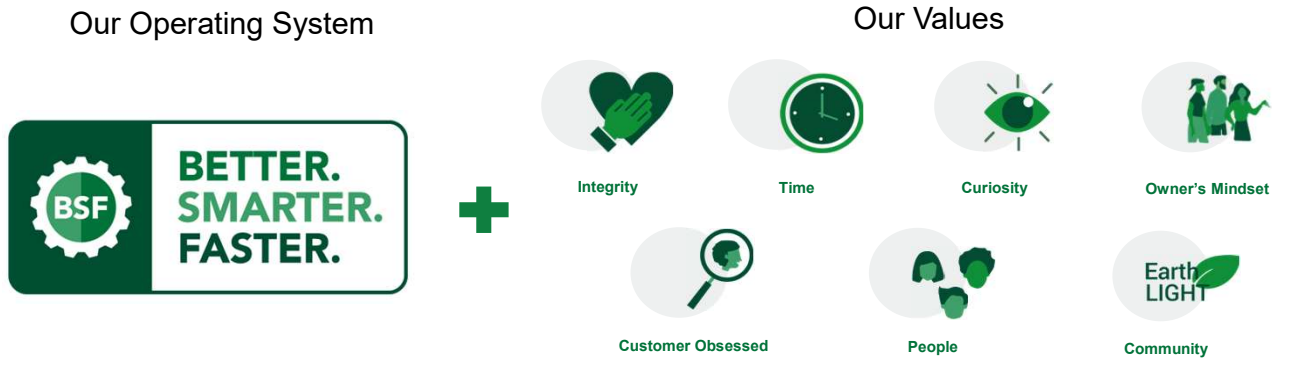 Our Operating System
Our Values
BSF
BETTER.
SMARTER.
FASTER.
Integrity
Time
Curiosity
Owner's Mindset
Earth
LIGHT
Customer Obsessed
People
Community